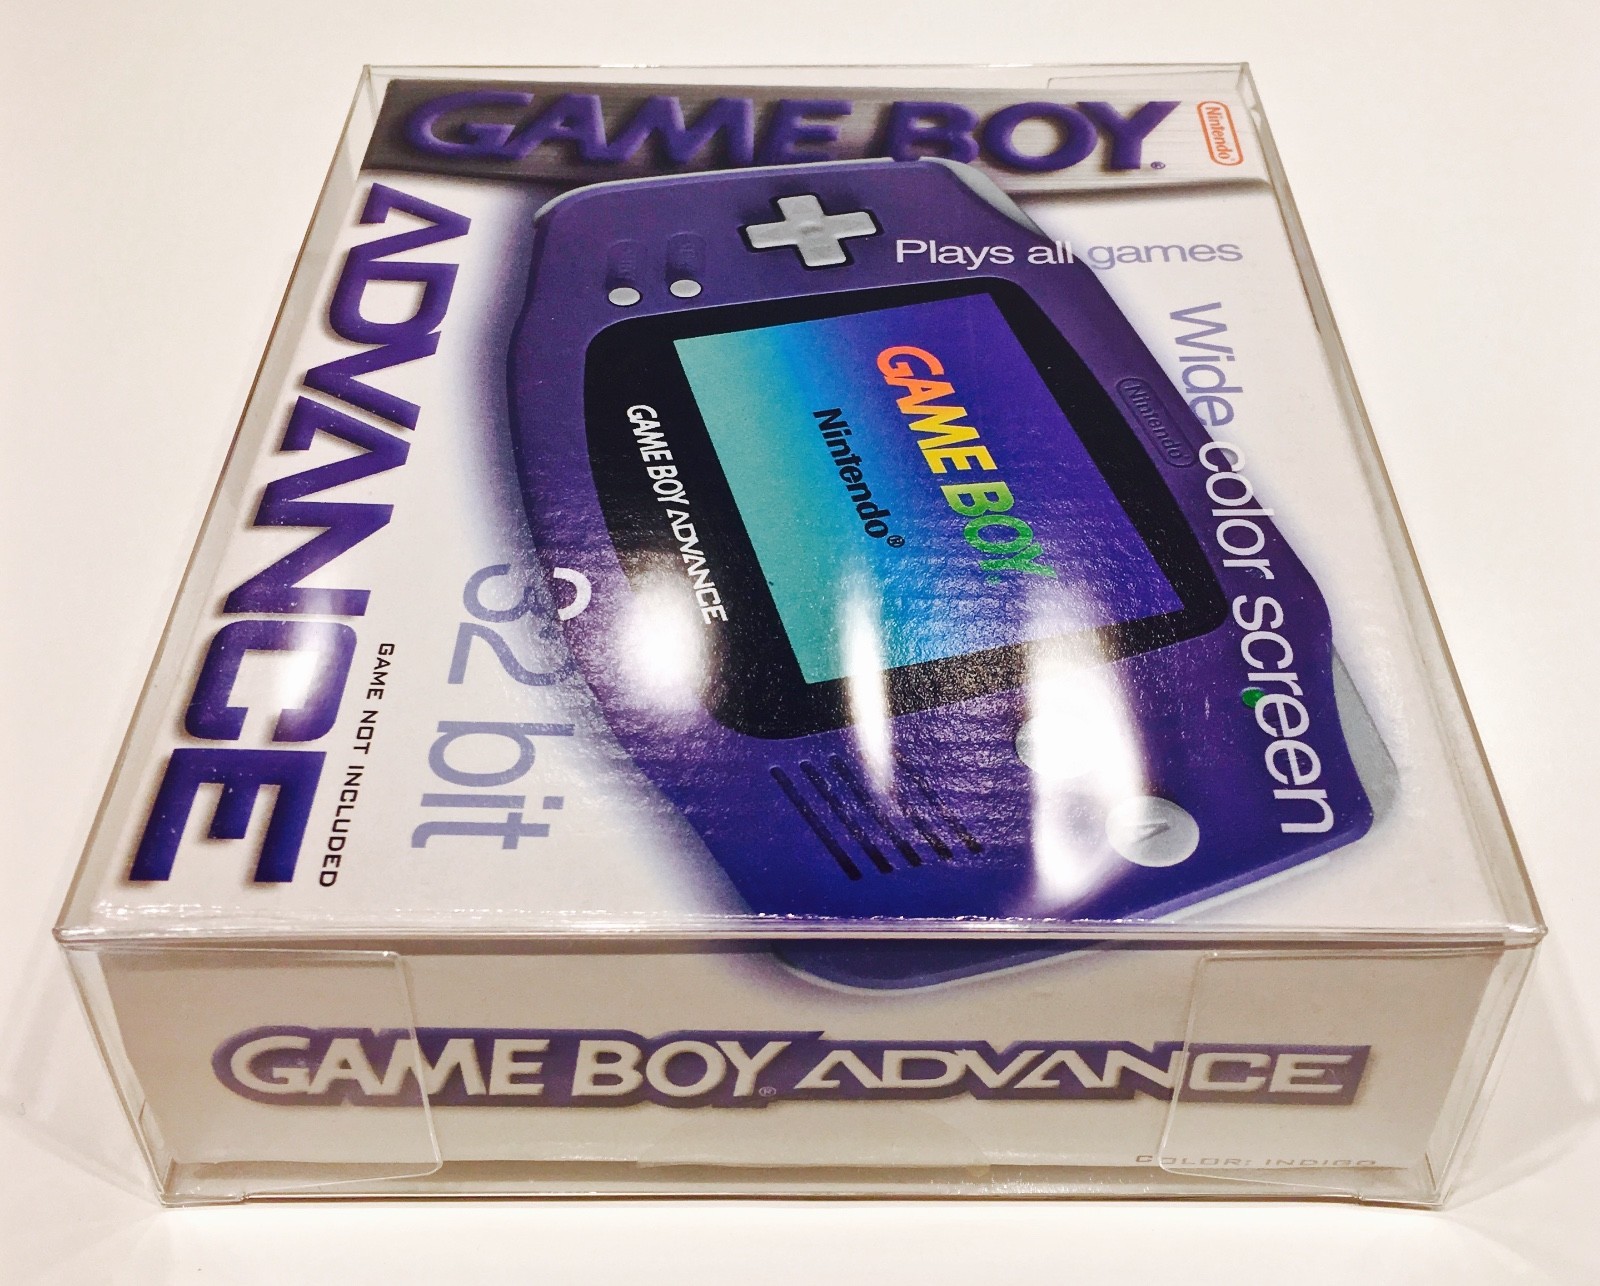 GAME BOY®
Nintendo
ADVANCE
Plays all games
Wide color screen
Nintendo
GAME BOY
Nintendo®
GAME BOY ADVANCE
32 bit
GAME NOT INCLUDED
A
GAME BOY® ADVANCE
COLOR: INDIGO